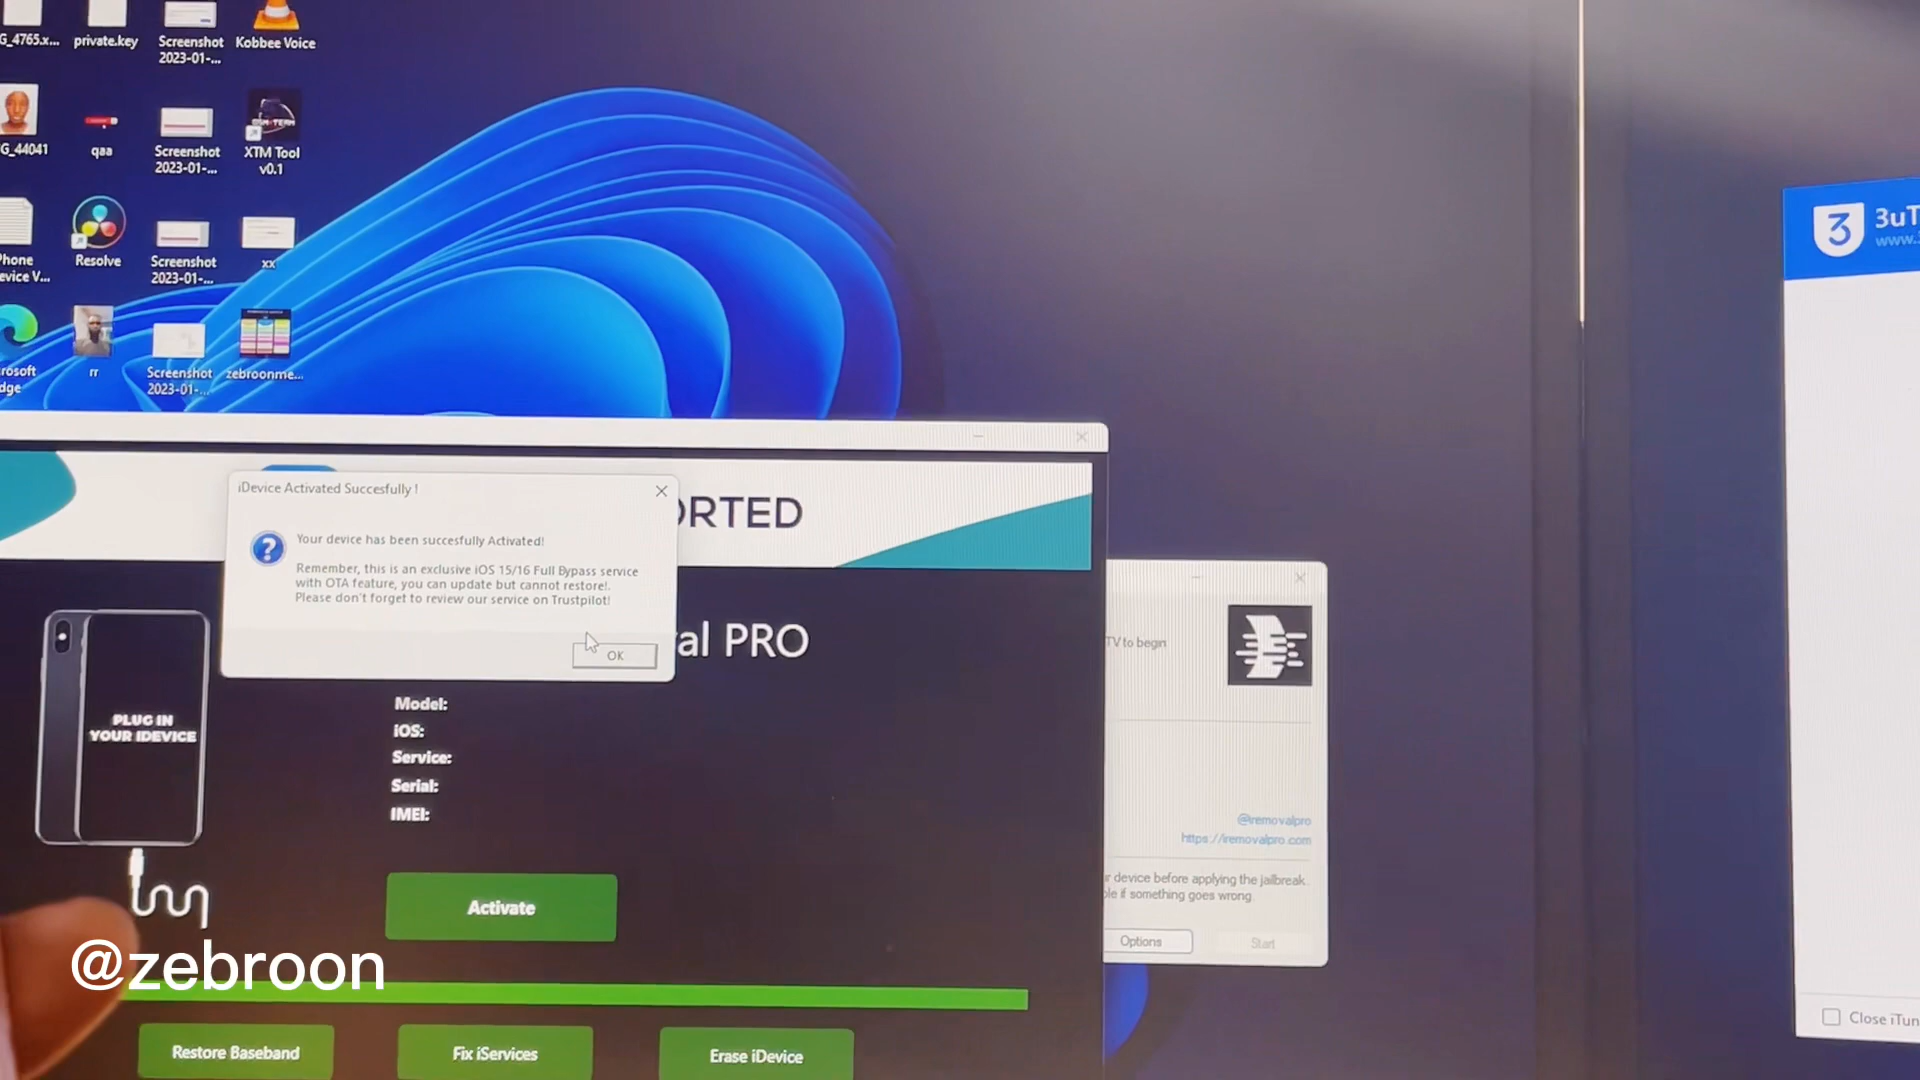 G_4765.x...
private.key
Screenshot
2023-01-...
Kobbee Voice
G_44041
qaa
Screenshot
2023-01-...
XTM Tool
v0.1
Phone
evice V...
Resolve
Screenshot
2023-01-...
xx
rosoft
dge
rr
Screenshot
2023-01-...
zebroonme...
3uT
www.
iDevice Activated Succesfully !
ORTED
Your device has been succesfully Activated!
Remember, this is an exclusive iOS 15/16 Full Bypass service
with OTA feature, you can update but cannot restore!.
Please don't forget to review our service on Trustpilot!
OK
al PRO
TV to begin
PLUG IN
YOUR IDEVICE
Model:
iOS:
Service:
Serial:
IMEI:
@iremovalpro
https://iremovalpro.com
r device before applying the jailbreak.
le if something goes wrong.
Activate
Options
Start
@zebroon
Close iTun
Restore Baseband
Fix iServices
Erase iDevice